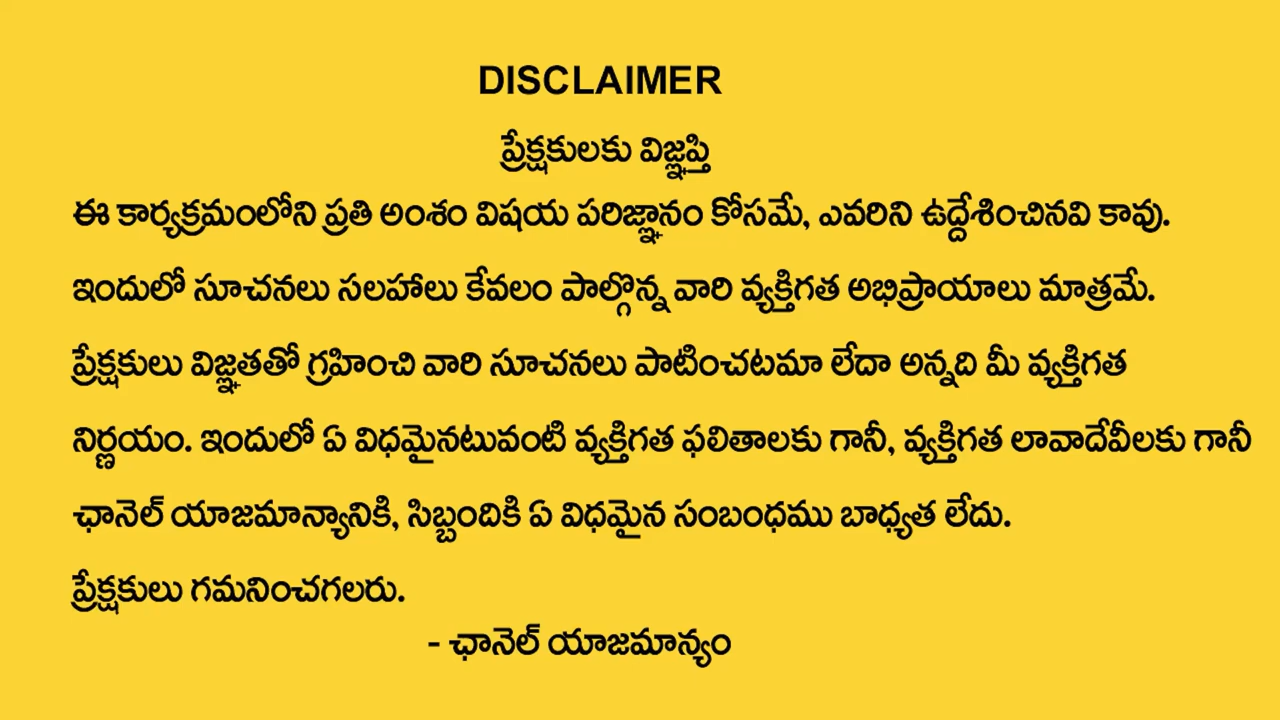 DISCLAIMER
ప్రేక్షకులకు విజ్ఞప్తి
ఈ కార్యక్రమంలోని ప్రతి అంశం విషయ పరిజ్ఞానం కోసమే, ఎవరిని ఉద్దేశించినవి కావు.
ఇందులో సూచనలు సలహాలు కేవలం పాల్గొన్న వారి వ్యక్తిగత అభిప్రాయాలు మాత్రమే.
ప్రేక్షకులు విజ్ఞతతో గ్రహించి వారి సూచనలు పాటించటమా లేదా అన్నది మీ వ్యక్తిగత
నిర్ణయం. ఇందులో ఏ విధమైనటువంటి వ్యక్తిగత ఫలితాలకు గానీ, వ్యక్తిగత లావాదేవీలకు గానీ
ఛానెల్ యాజమాన్యానికి, సిబ్బందికి ఏ విధమైన సంబంధము బాధ్యత లేదు.
ప్రేక్షకులు గమనించగలరు.
- ఛానెల్ యాజమాన్యం